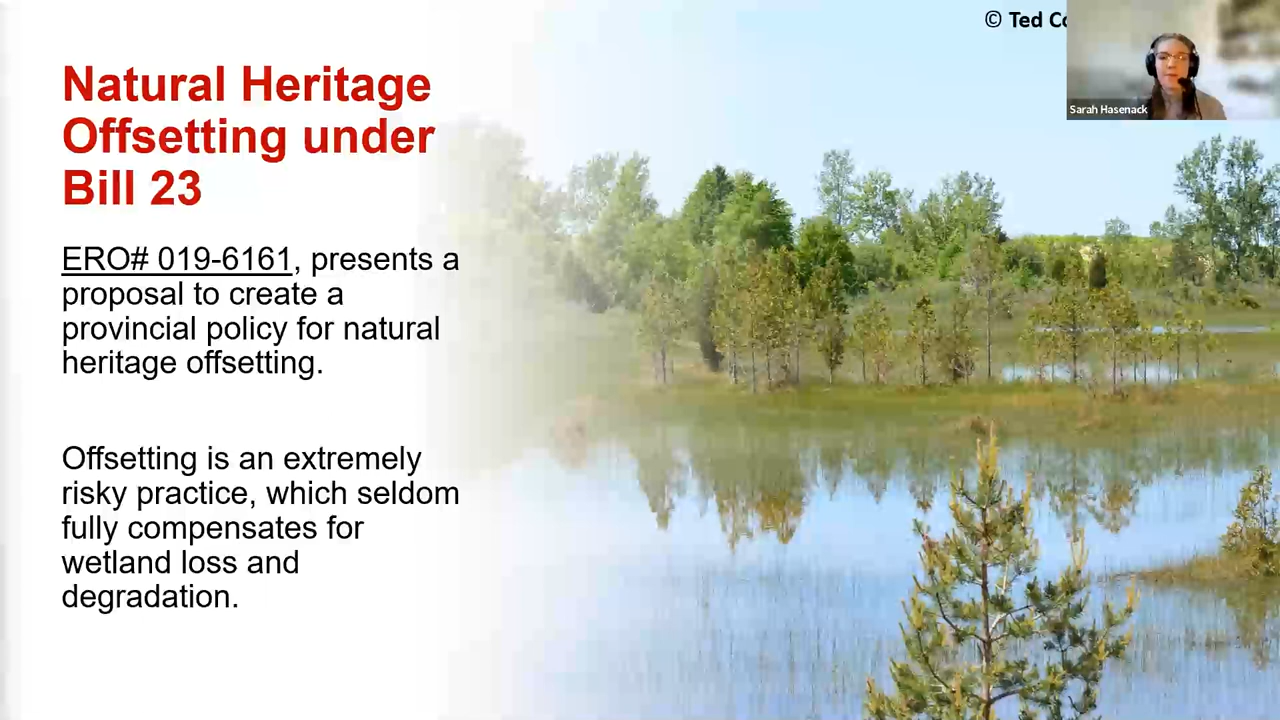 © Ted
Sarah Hasenack
Natural Heritage
Offsetting under
Bill 23
ERO# 019-6161, presents a
proposal to create a
provincial policy for natural
heritage offsetting.
Offsetting is an extremely
risky practice, which seldom
fully compensates for
wetland loss and
degradation.